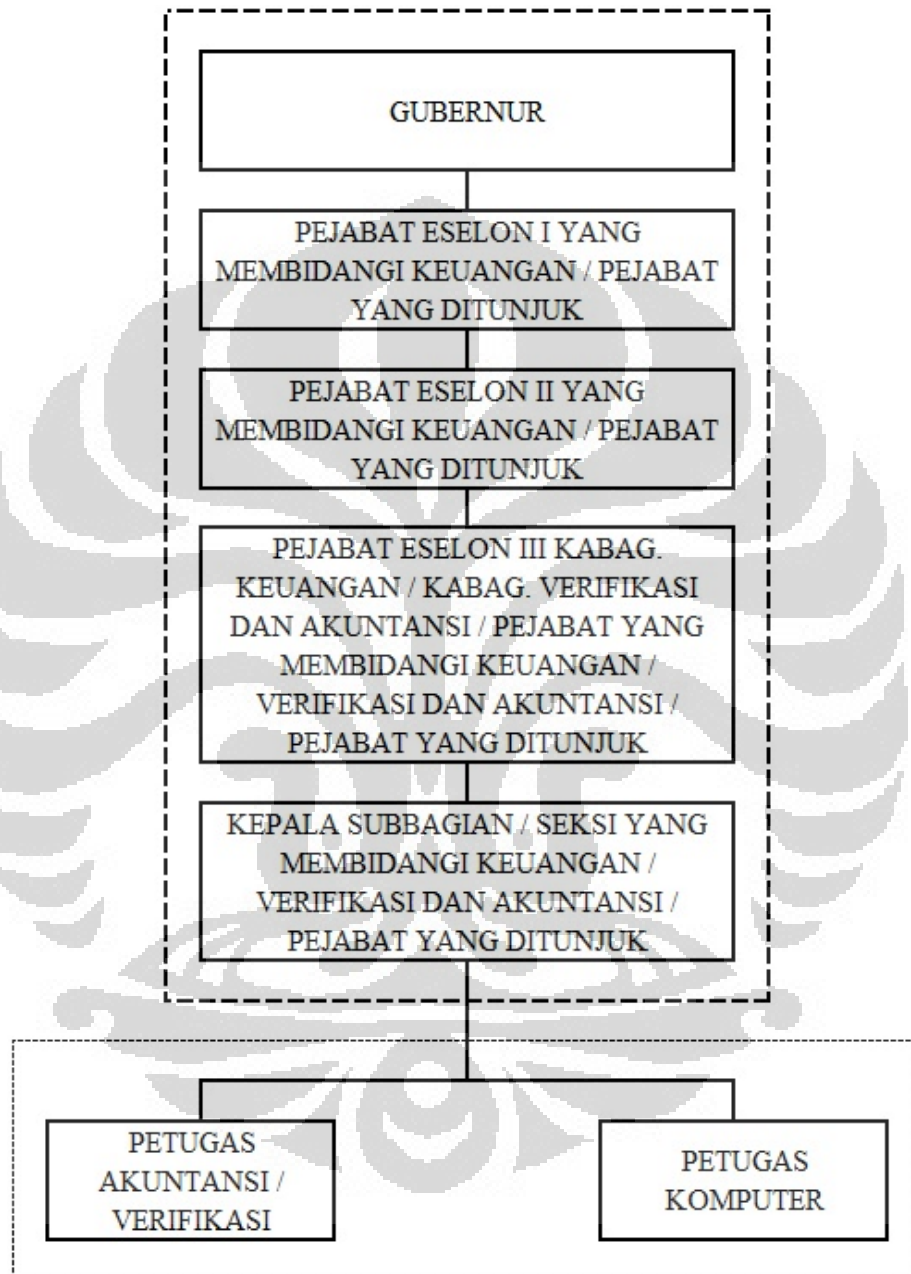 GUBERNUR
PEJABAT ESELON I YANG
MEMBIDANGI KEUANGAN / PEJABAT
YANG DITUNJUK
PEJABAT ESELON II YANG
MEMBIDANGI KEUANGAN / PEJABAT
YANG DITUNJUK
PEJABAT ESELON III KABAG.
KEUANGAN / KABAG. VERIFIKASI
DAN AKUNTANSI / PEJABAT YANG
MEMBIDANGI KEUANGAN /
VERIFIKASI DAN AKUNTANSI /
PEJABAT YANG DITUNJUK
KEPALA SUBBAGIAN / SEKSI YANG
MEMBIDANGI KEUANGAN /
VERIFIKASI DAN AKUNTANSI /
PEJABAT YANG DITUNJUK
PETUGAS
AKUNTANSI /
VERIFIKASI
PETUGAS
KOMPUTER